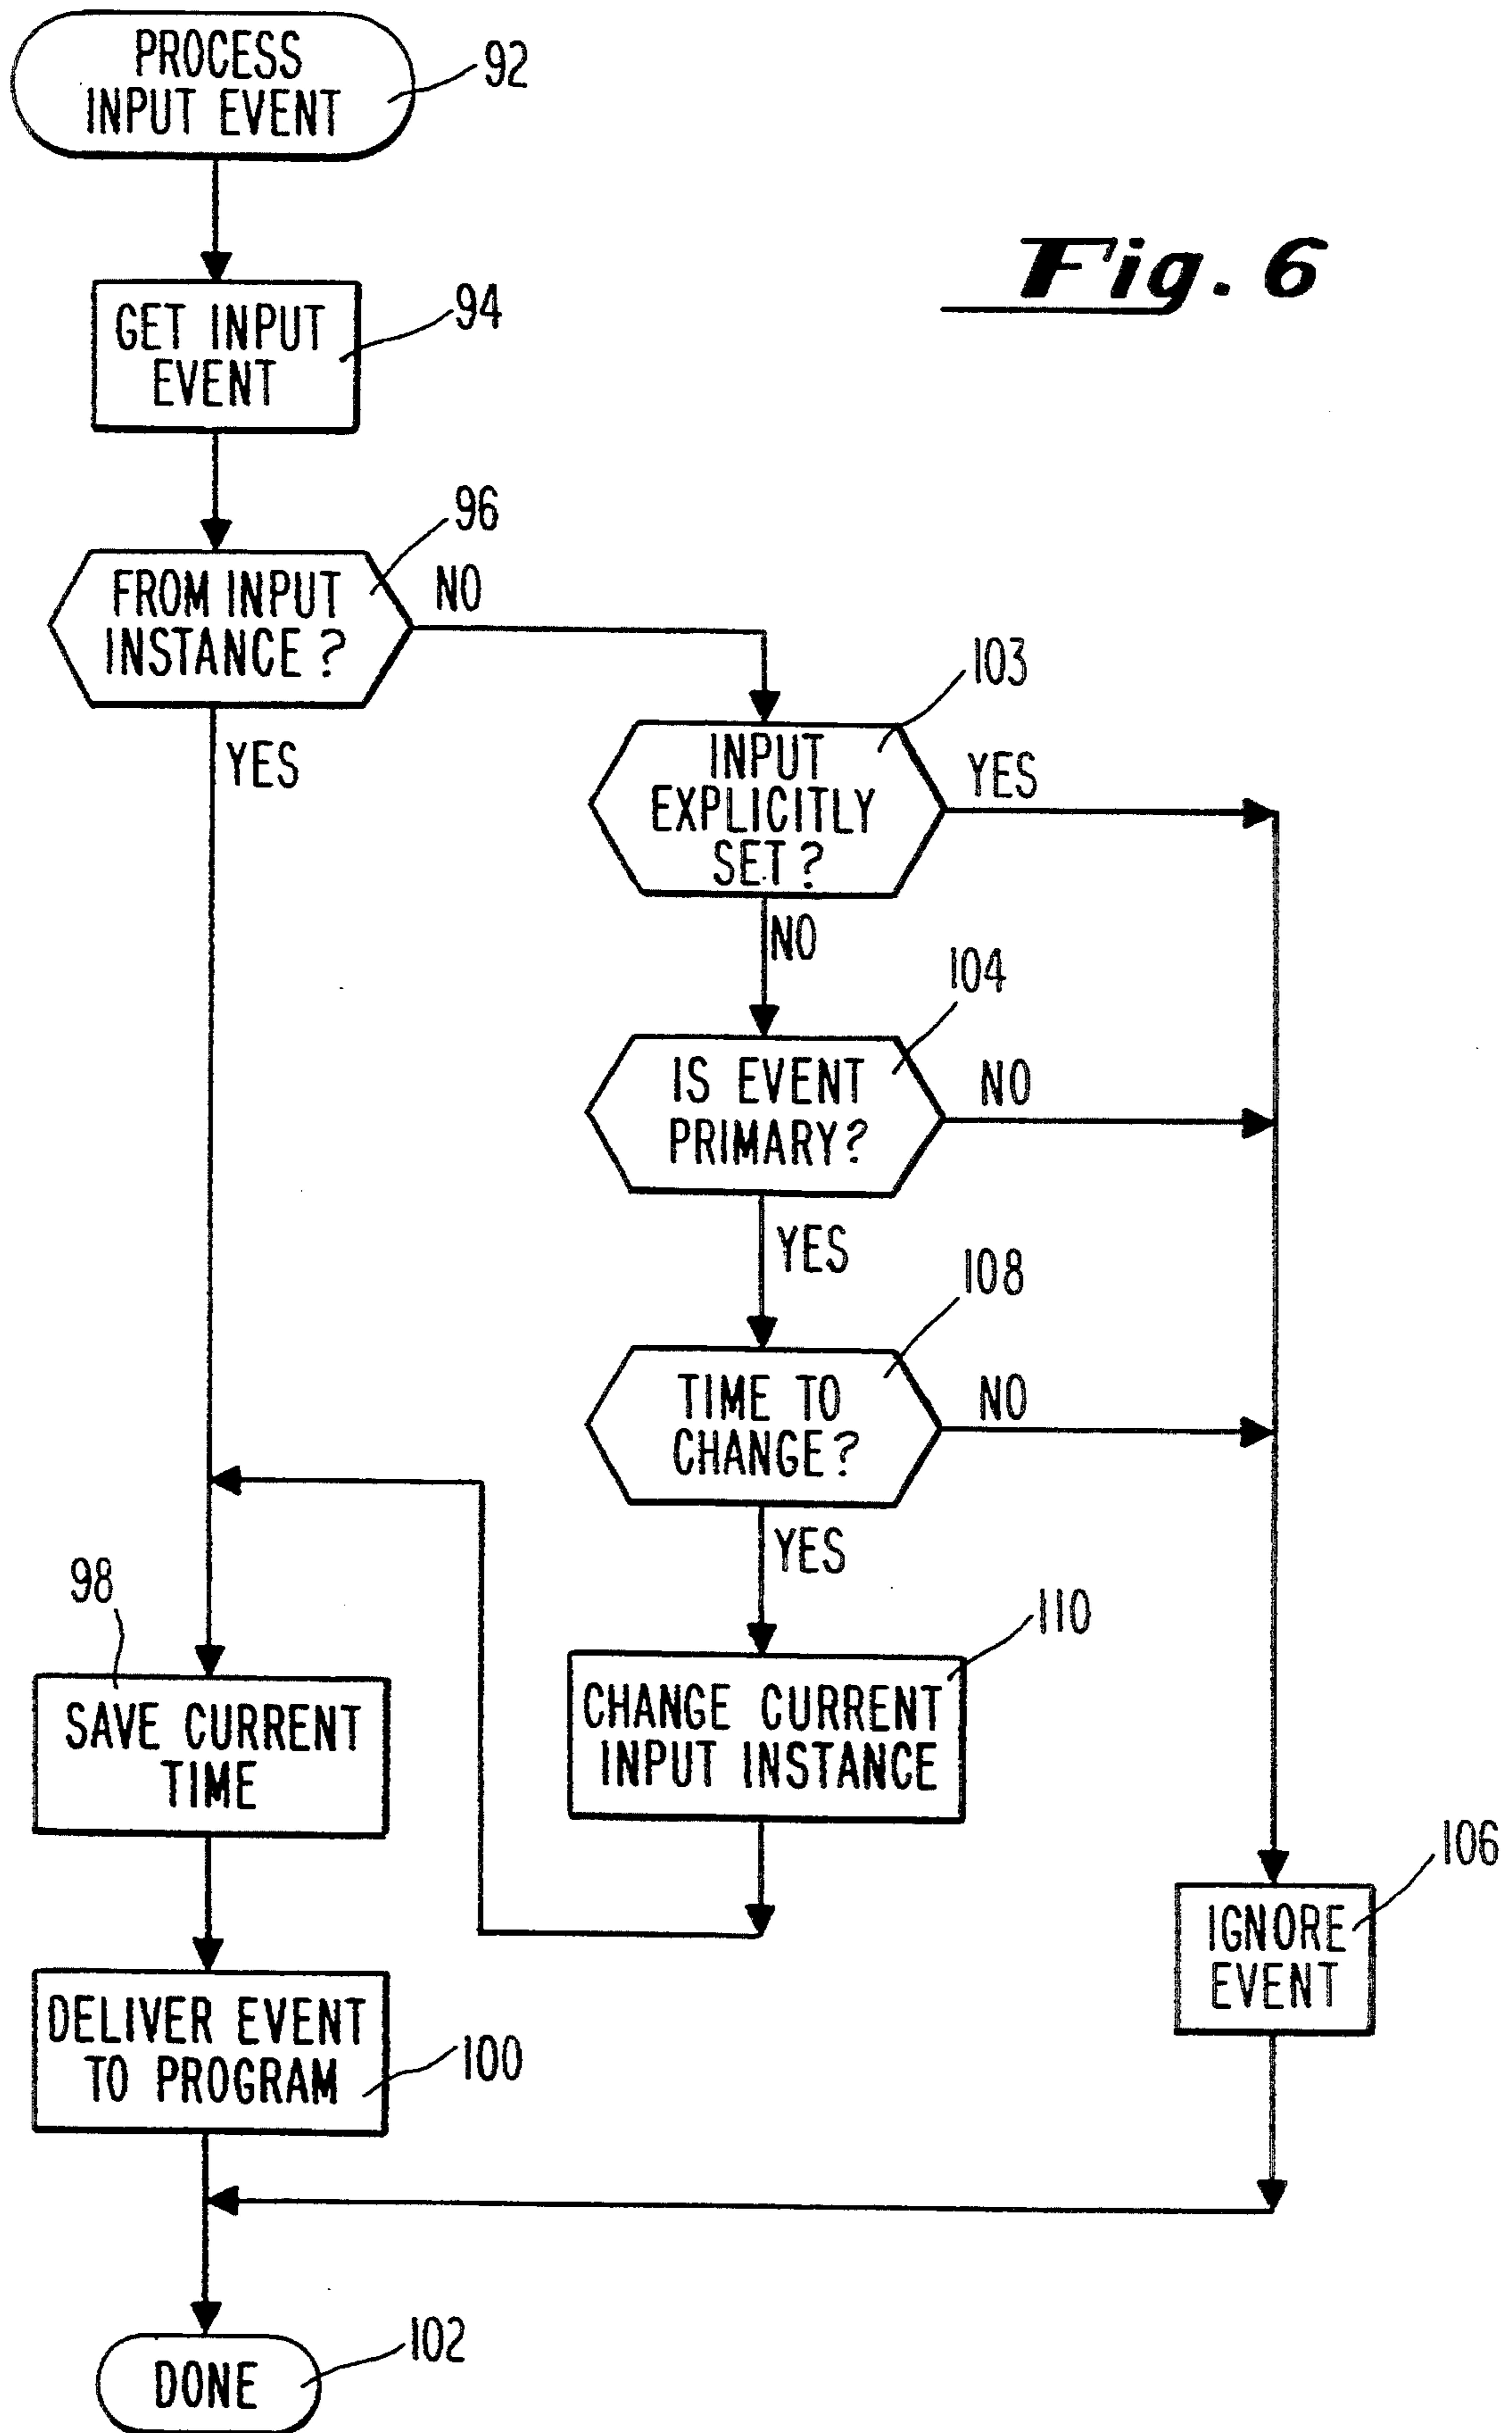 PROCESS
INPUT EVENT
92
Fig. 6
GET INPUT
EVENT
94
FROM INPUT
INSTANCE?
96
NO
YES
103
INPUT
EXPLICITLY
SET?
YES
NO
104
IS EVENT
PRIMARY?
NO
YES
108
TIME TO
CHANGE?
NO
YES
98
SAVE CURRENT
TIME
110
CHANGE CURRENT
INPUT INSTANCE
106
IGNORE
EVENT
DELIVER EVENT
TO PROGRAM
100
DONE
102